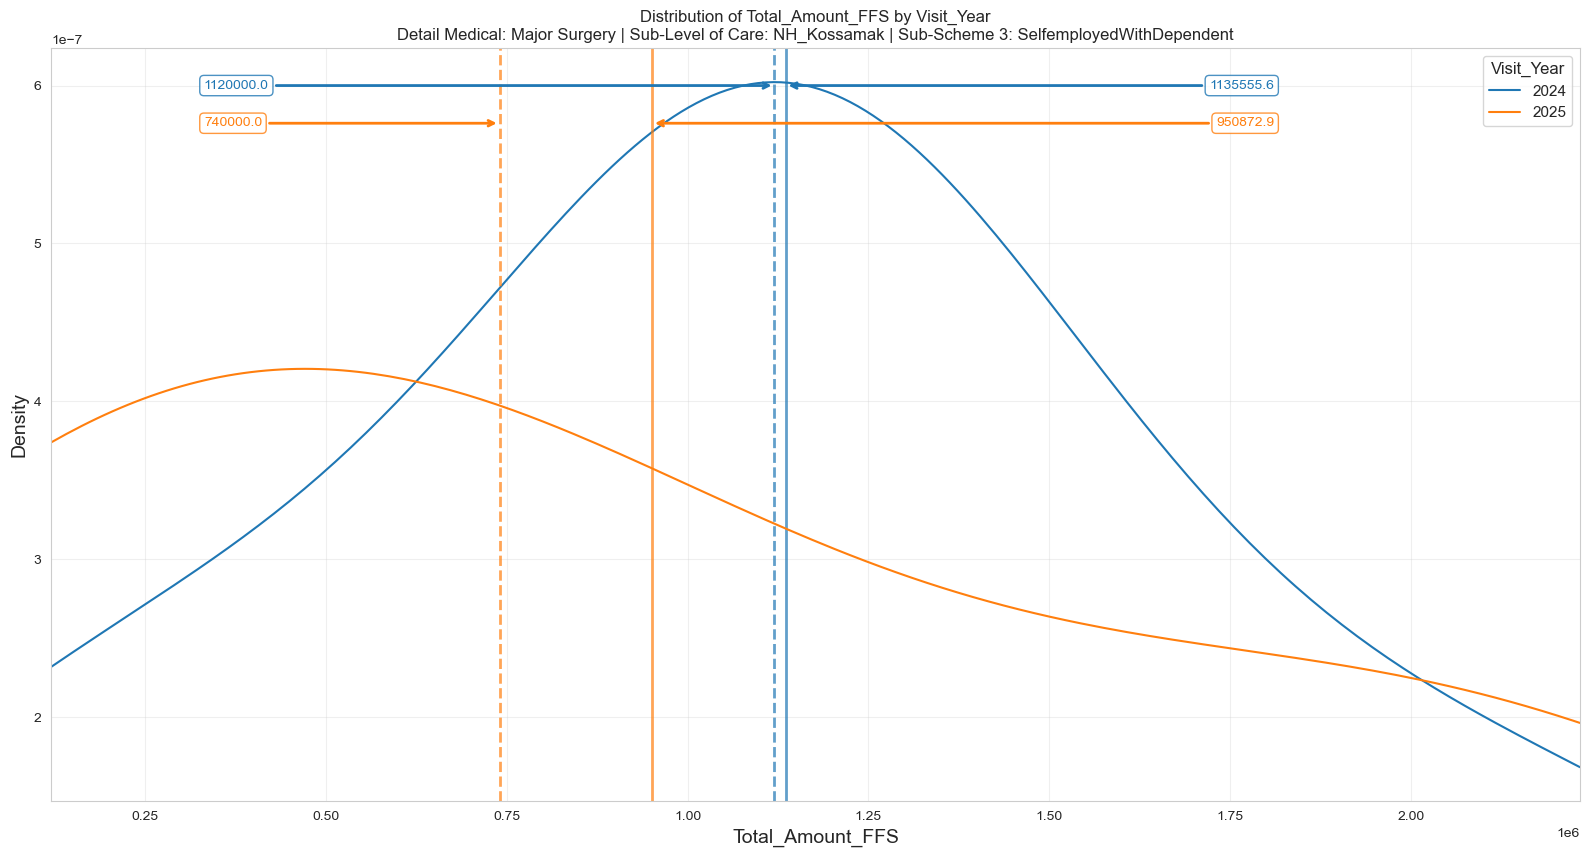 Distribution of Total_Amount_FFS by Visit_Year
Detail Medical: Major Surgery | Sub-Level of Care: NH_Kossamak | Sub-Scheme 3: SelfemployedWithDependent
1e−7
Visit_Year
2024
2025
1120000.0
1135555.6
740000.0
950872.9
6
5
4
3
2
Density
0.25
0.50
0.75
1.00
1.25
1.50
1.75
2.00
1e6
Total_Amount_FFS